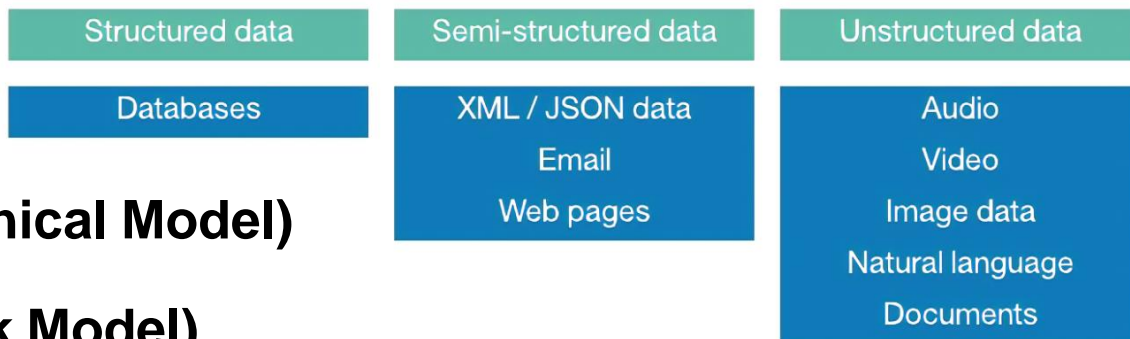 Structured data
Databases
Semi-structured data
XML / JSON data
Email
Web pages
Unstructured data
Audio
Video
Image data
Natural language
Documents
Model)
Model)